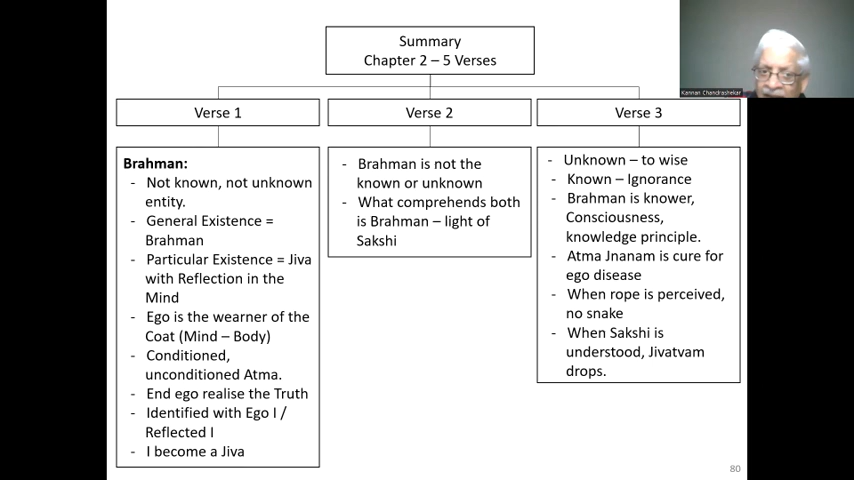 Summary
Chapter 2 – 5 Verses
Kannan Chandrashekar
Verse 1
Verse 2
Verse 3
Brahman:
- Not known, not unknown
entity.
- General Existence =
Brahman
- Particular Existence = Jiva
with Reflection in the
Mind
- Ego is the wearner of the
Coat (Mind – Body)
- Conditioned,
unconditioned Atma.
- End ego realise the Truth
- Identified with Ego I /
Reflected I
- I become a Jiva
- Brahman is not the
known or unknown
- What comprehends both
is Brahman – light of
Sakshi
- Unknown – to wise
- Known – Ignorance
- Brahman is knower,
Consciousness,
knowledge principle.
- Atma Jnanam is cure for
ego disease
- When rope is perceived,
no snake
- When Sakshi is
understood, Jivatvam
drops.
80